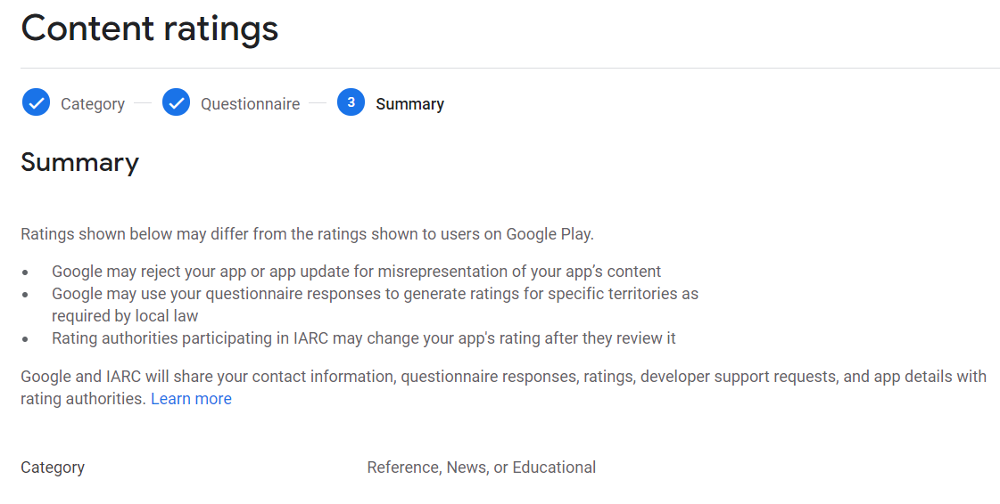 Content ratings
Category
Questionnaire
3 Summary
Summary
Ratings shown below may differ from the ratings shown to users on Google Play.
• Google may reject your app or app update for misrepresentation of your app’s content
• Google may use your questionnaire responses to generate ratings for specific territories as
required by local law
• Rating authorities participating in IARC may change your app's rating after they review it
Google and IARC will share your contact information, questionnaire responses, ratings, developer support requests, and app details with
rating authorities. Learn more
Category Reference, News, or Educational